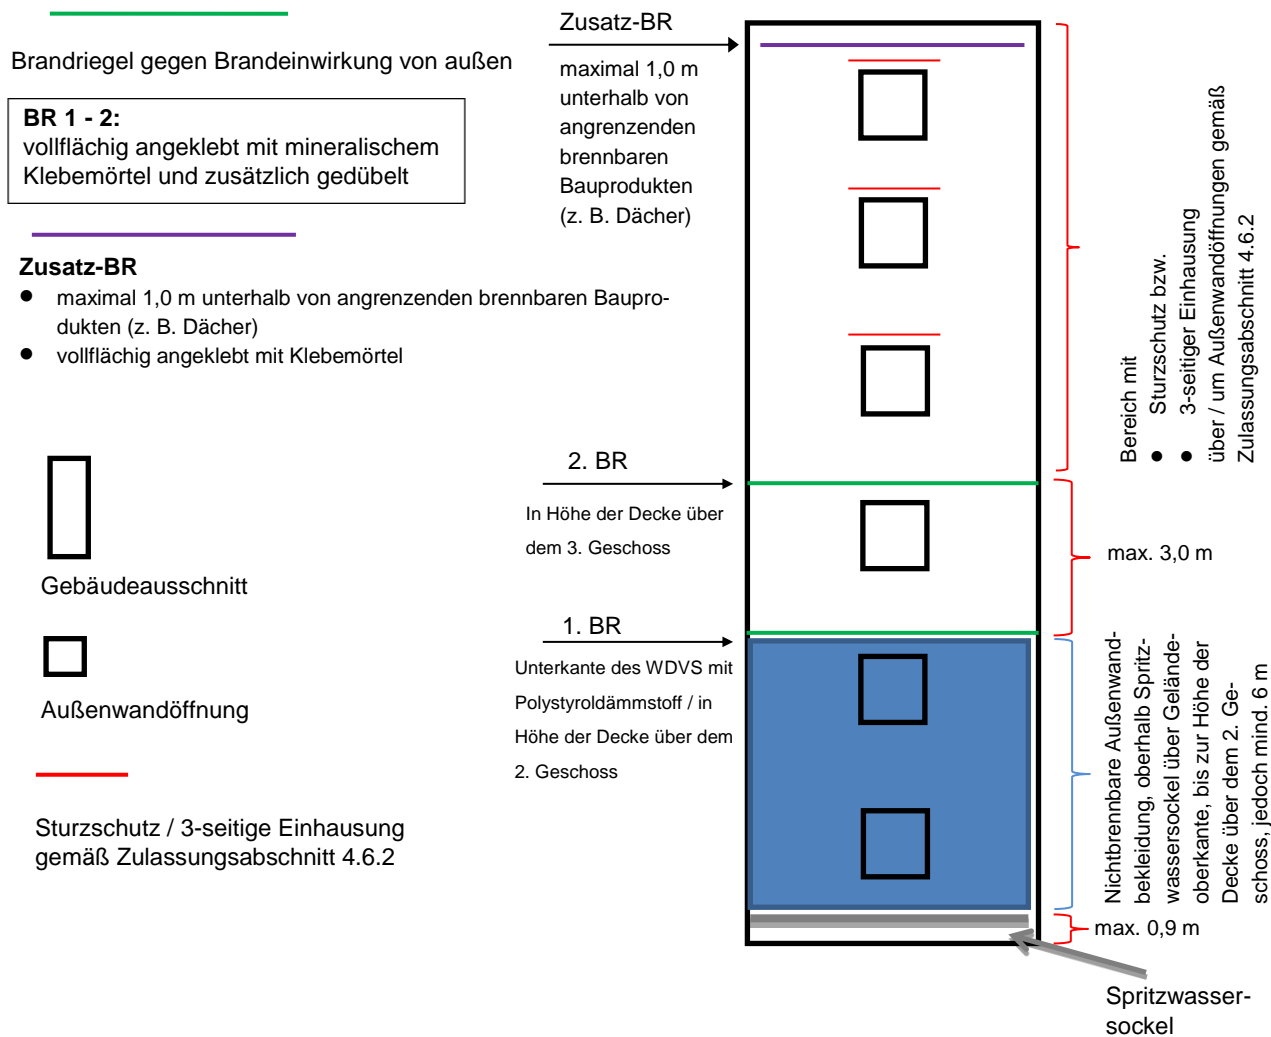 Brandriegel gegen Brandeinwirkung von außen
BR 1 - 2:
vollflächig angeklebt mit mineralischem
Klebemörtel und zusätzlich gedübelt
Zusatz-BR
● maximal 1,0 m unterhalb von angrenzenden brennbaren Baupro-
dukten (z. B. Dächer)
● vollflächig angeklebt mit Klebemörtel
Gebäudeausschnitt
Außenwandöffnung
Sturzschutz / 3-seitige Einhausung
gemäß Zulassungsabschnitt 4.6.2
Zusatz-BR
maximal 1,0 m
unterhalb von
angrenzenden
brennbaren
Bauprodukten
(z. B. Dächer)
2. BR
In Höhe der Decke über
dem 3. Geschoss
1. BR
Unterkante des WDVS mit
Polystyroldämmstoff / in
Höhe der Decke über dem
2. Geschoss
Bereich mit
● Sturzschutz bzw.
● 3-seitiger Einhausung
über / um Außenwandöffnungen gemäß
Zulassungsabschnitt 4.6.2
max. 3,0 m
Nichtbrennbare Außenwand-
bekleidung, oberhalb Spritz-
wassersockel über Gelände-
oberkante, bis zur Höhe der
Decke über dem 2. Ge-
schoss, jedoch mind. 6 m
max. 0,9 m
Spritzwasser-
sockel